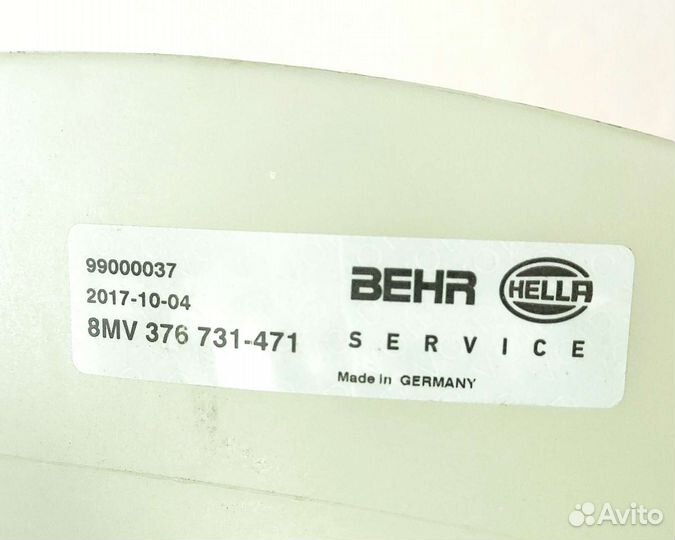 99000037
2017-10-04
8MV 376 731-471
BEHR HELLA
SERVICE
Made in GERMANY
Avito